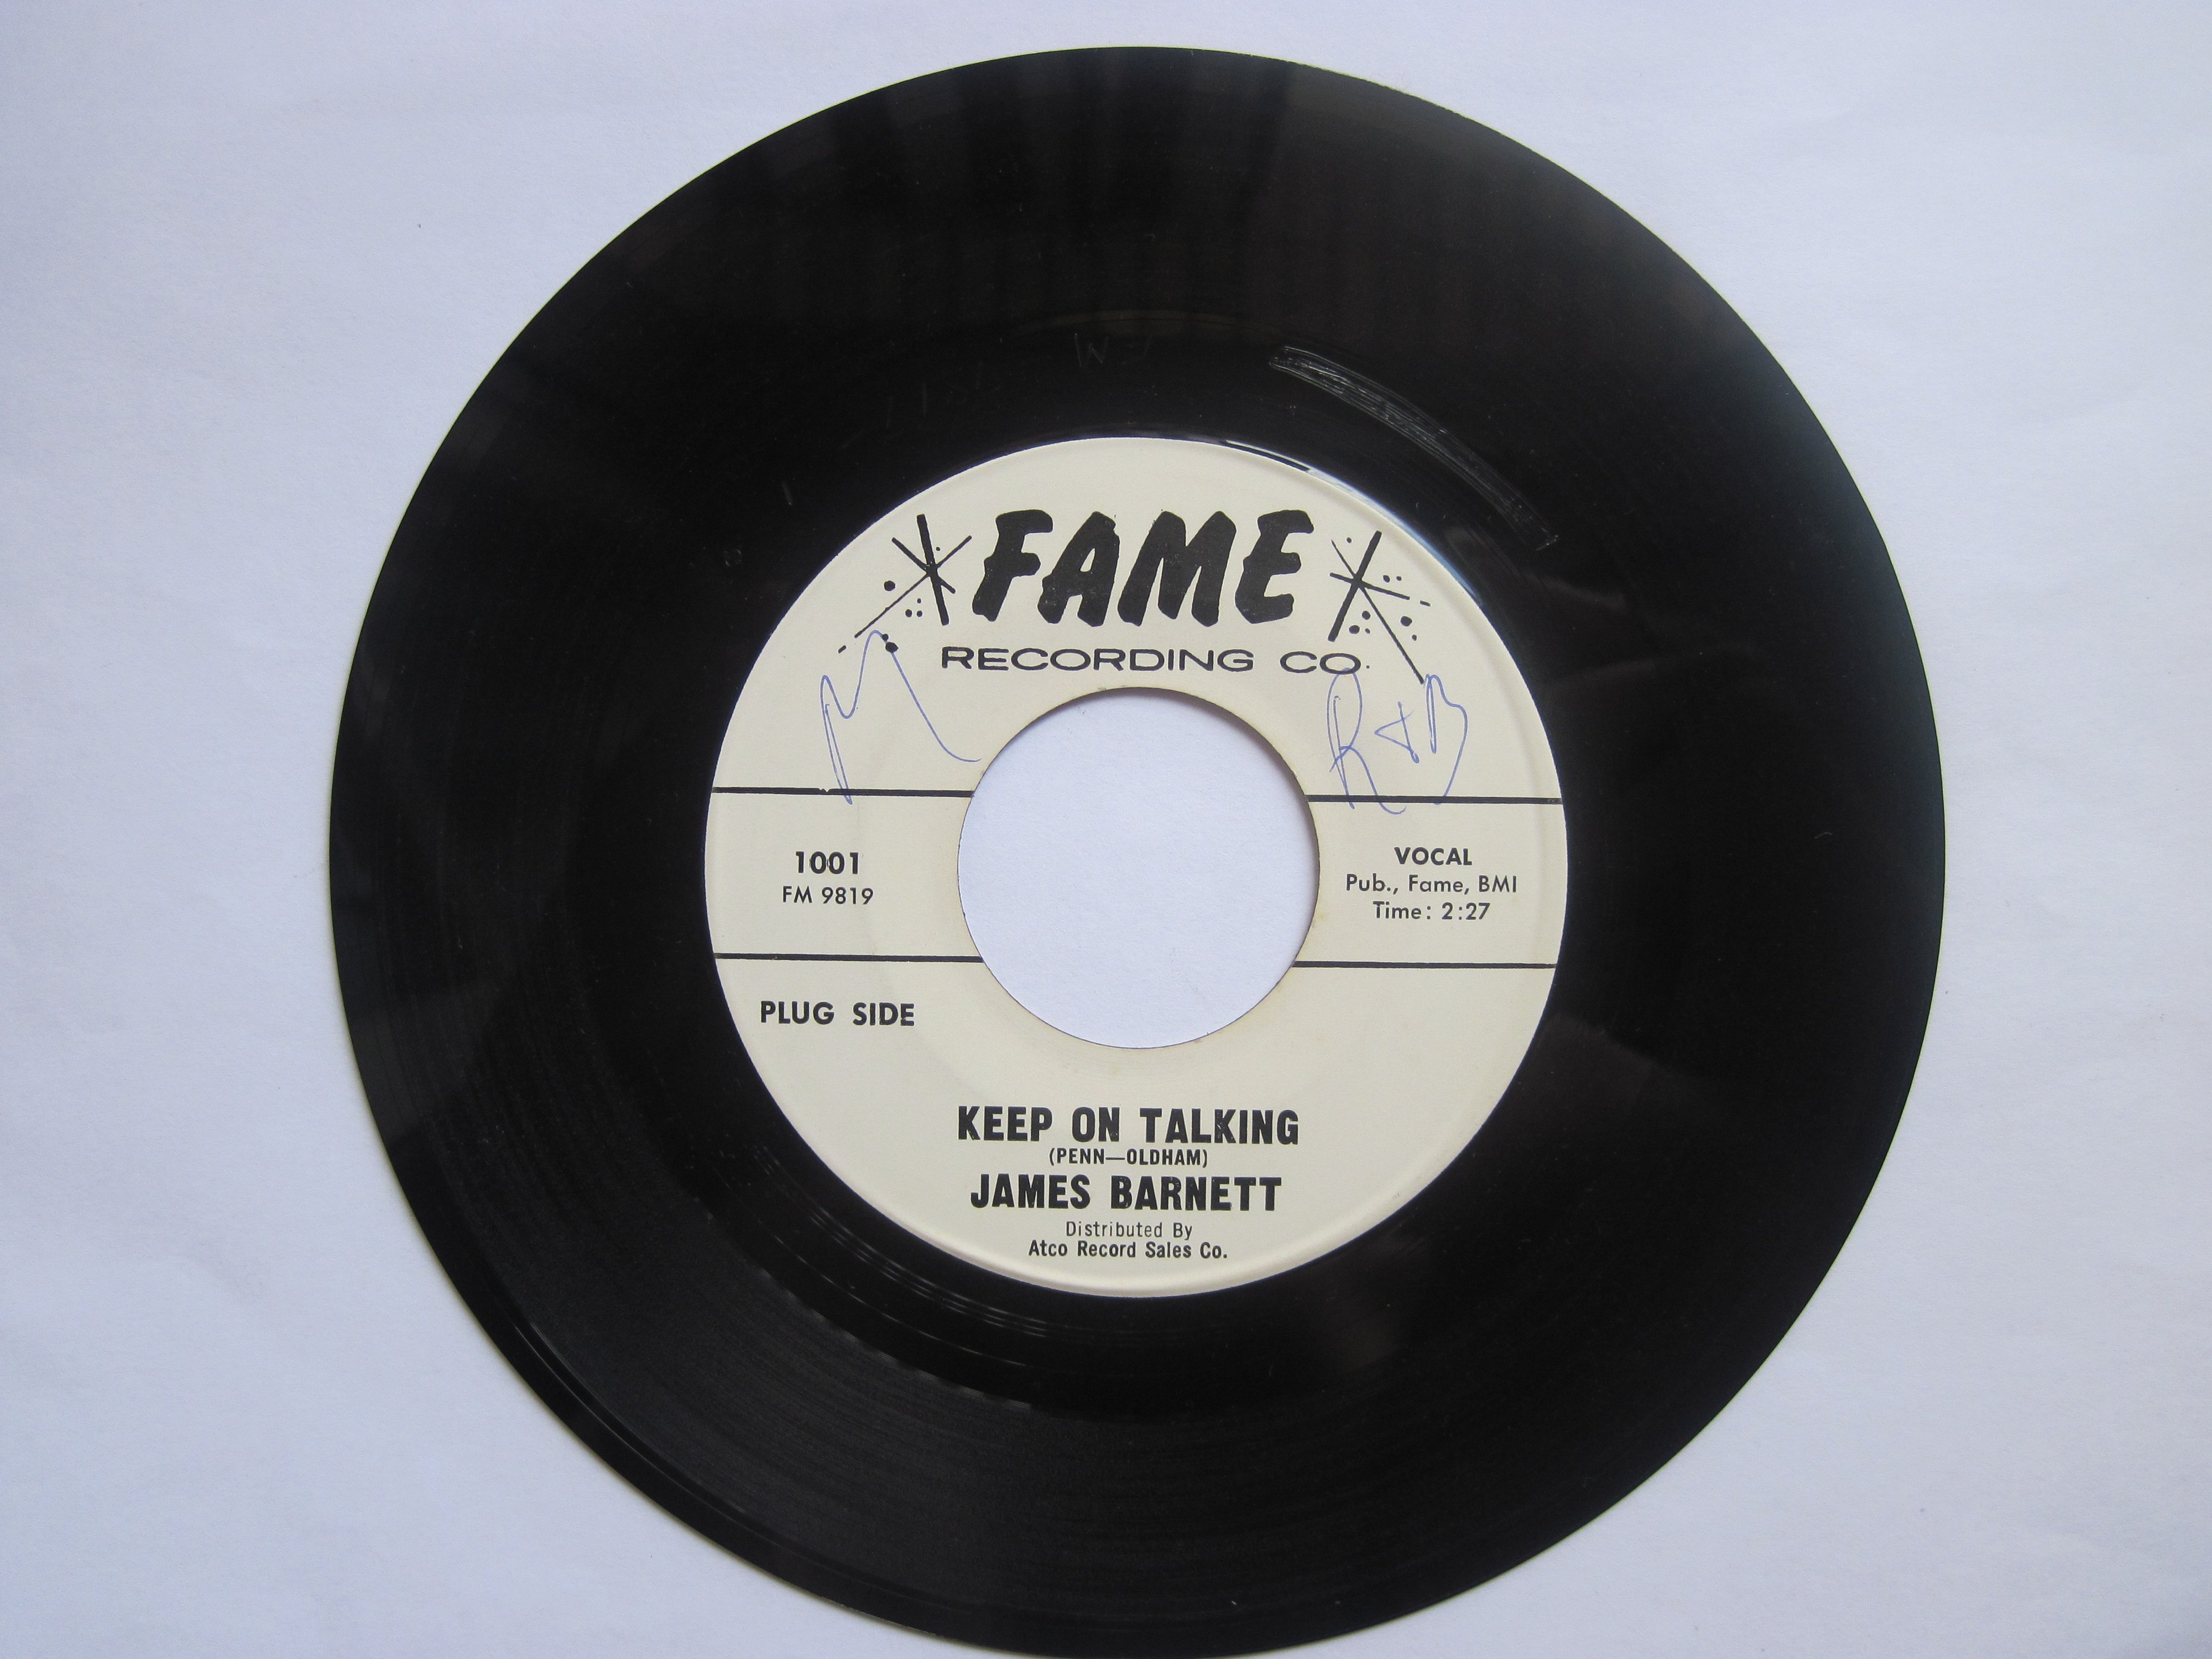 FAME
RECORDING CO.
M
R&B
1001
FM 9819
VOCAL
Pub., Fame, BMI
Time: 2:27
PLUG SIDE
KEEP ON TALKING
(PENN—OLDHAM)
JAMES BARNETT
Distributed By
Atco Record Sales Co.